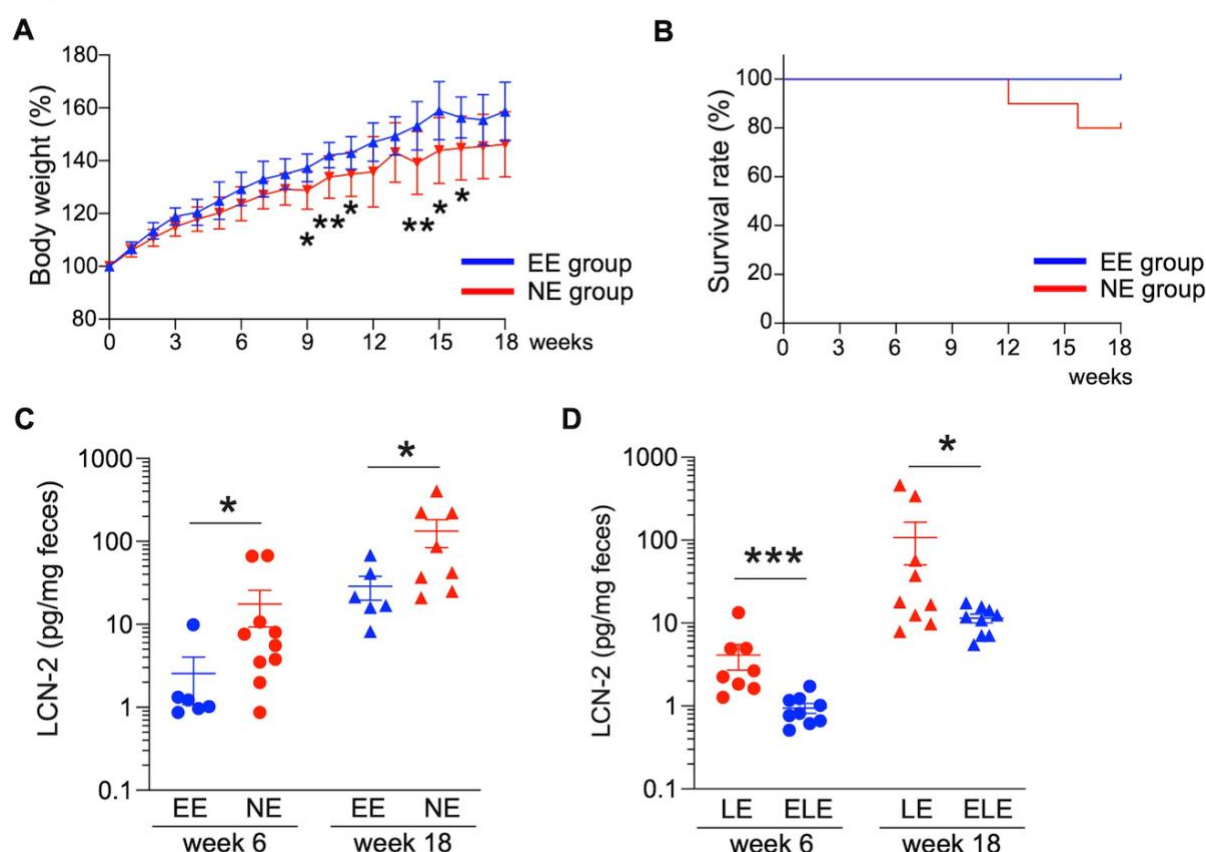 A
Body weight (%)
180
160
140
120
100
80
*
**
*
**
*
*
EE group
NE group
0 3 6 9 12 15 18 weeks
B
Survival rate (%)
100
80
60
40
20
0
EE group
NE group
0 3 6 9 12 15 18
weeks
C
LCN-2 (pg/mg feces)
1000
100
10
1
0.1
*
*
EE NE EE NE
week 6 week 18
D
LCN-2 (pg/mg feces)
1000
100
10
1
0.1
***
*
LE ELE LE ELE
week 6 week 18